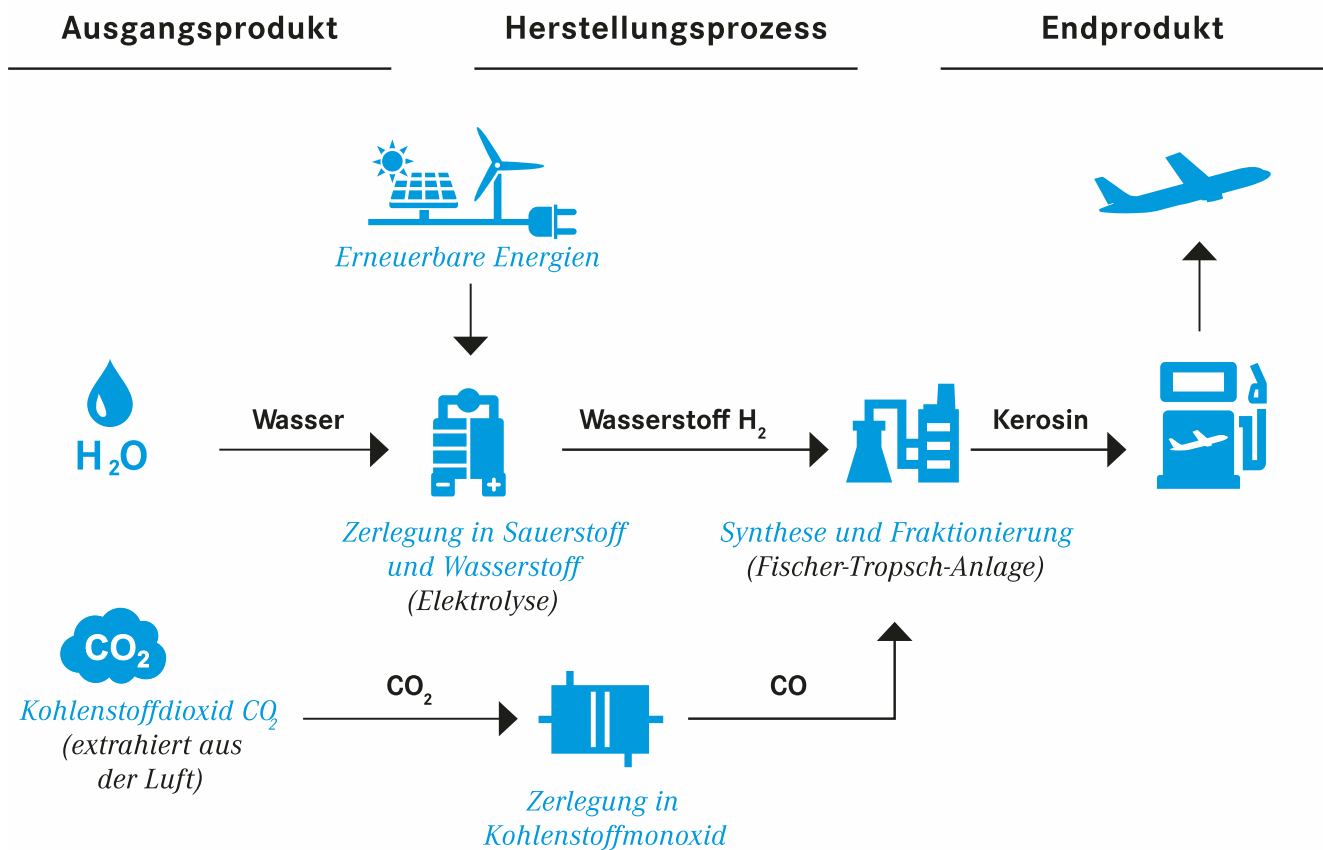 Ausgangsprodukt
Herstellungsprozess
Endprodukt
Erneuerbare Energien
H₂O
Wasser
Wasserstoff H₂
Kerosin
Zerlegung in Sauerstoff
und Wasserstoff
(Elektrolyse)
Synthese und Fraktionierung
(Fischer-Tropsch-Anlage)
CO₂
Kohlenstoffdioxid CO₂
(extrahiert aus
der Luft)
CO₂
CO
Zerlegung in
Kohlenstoffmonoxid